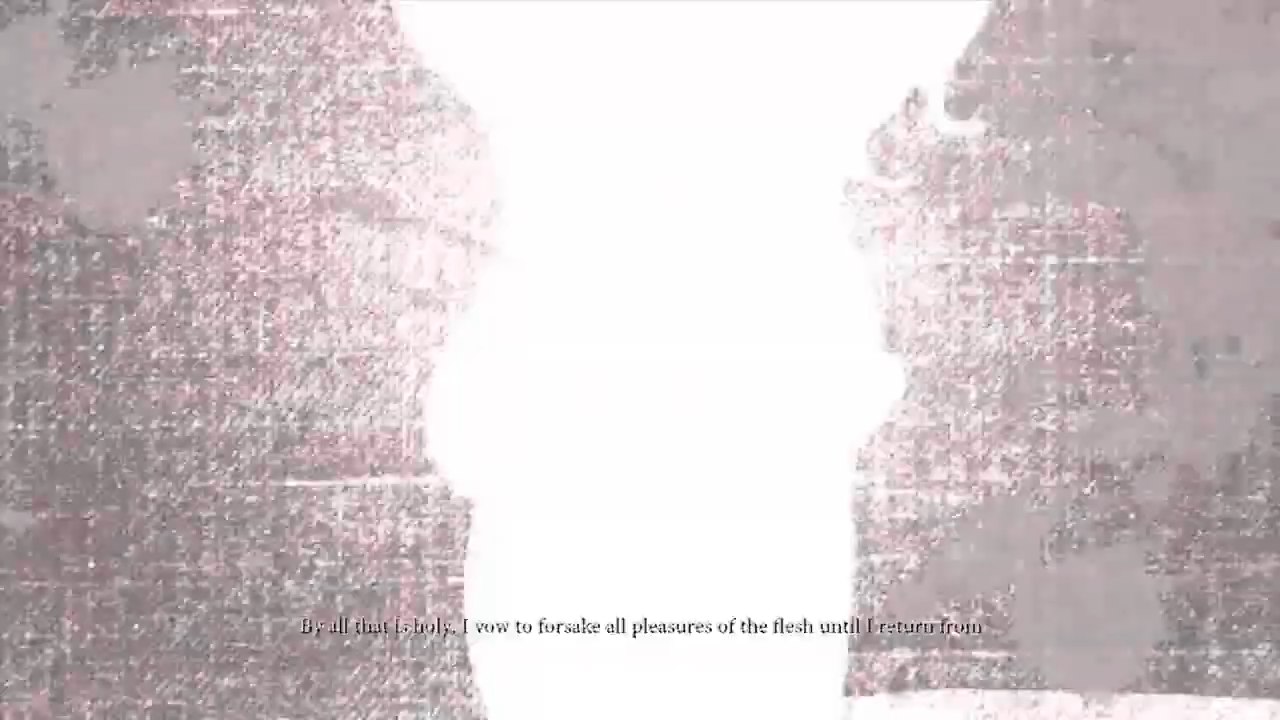 By all that is holy, I vow to forsake all pleasures of the flesh until I return from